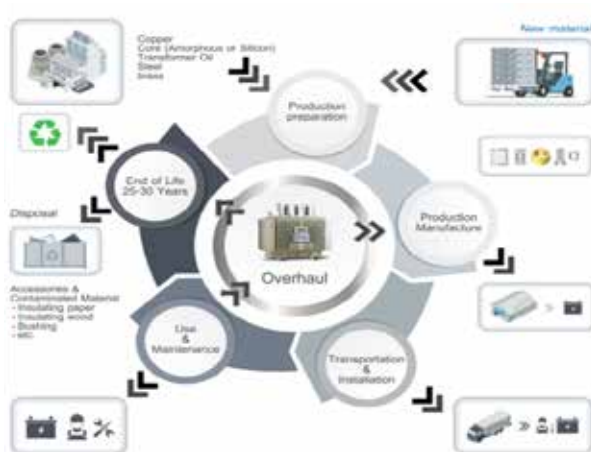 Copper
Core (Amorphous or Silicon)
Transformer Oil
Steel
New material
Production
preparation
End of Life
25-30 Years
Production
Manufacture
Disposal
Overhaul
Accessories &
Contaminated Material
- Insulating paper
- Insulating wood
- Bushing
- etc
Use
&
Maintenance
Transportation
&
Installation